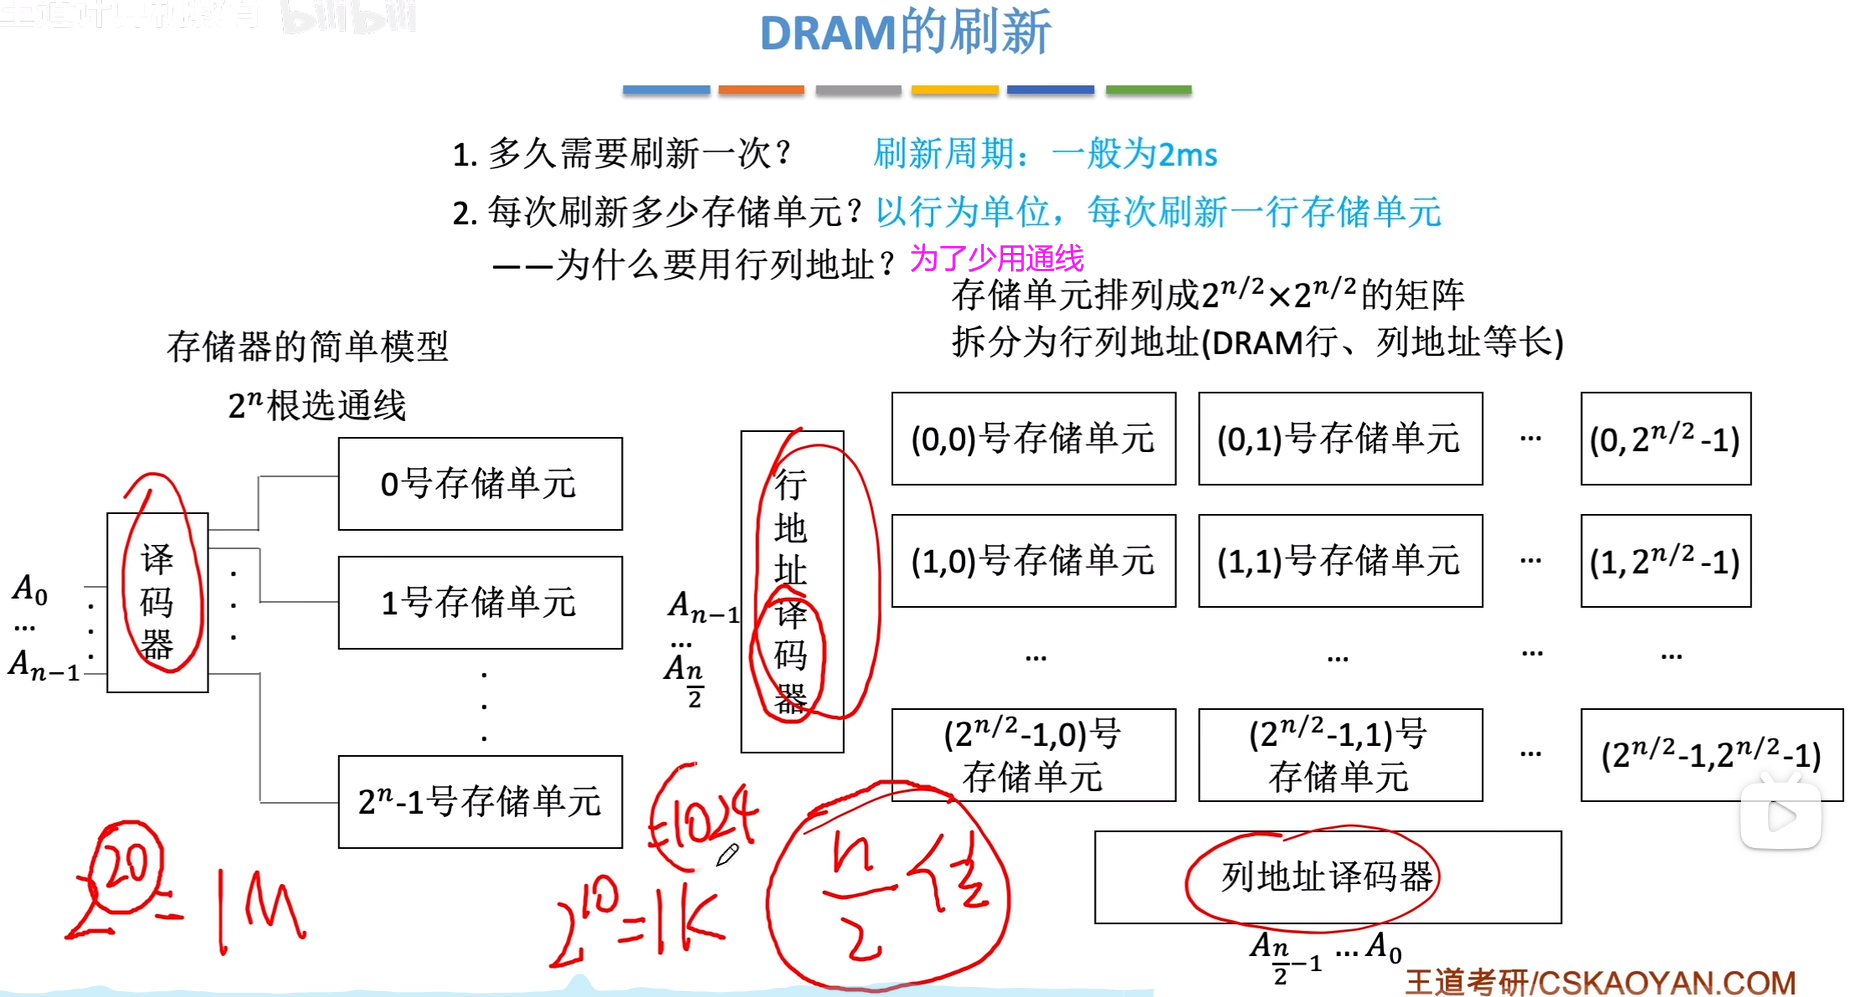 王道计算机教育 bilibili
DRAM的刷新
1. 多久需要刷新一次？ 刷新周期：一般为2ms
2. 每次刷新多少存储单元？以行为单位，每次刷新一行存储单元
——为什么要用行列地址？为了少用通线
存储单元排列成2^{n/2}×2^{n/2}的矩阵
拆分为行列地址(DRAM行、列地址等长)
存储器的简单模型
2^n根选通线
译码器
A_0
...
A_{n-1}
0号存储单元
1号存储单元
2^n-1号存储单元
行地址译码器
A_{n-1}
...
A_{n/2}
(0,0)号存储单元 (0,1)号存储单元 ... (0,2^{n/2}-1)
(1,0)号存储单元 (1,1)号存储单元 ... (1,2^{n/2}-1)
... ... ... ...
(2^{n/2}-1,0)号 (2^{n/2}-1,1)号 ... (2^{n/2}-1,2^{n/2}-1)
存储单元 存储单元
列地址译码器
A_{n/2-1} ... A_0
2^20=1M
=1024
2^10=1K
n/2位
王道考研/CSKAOYAN.COM